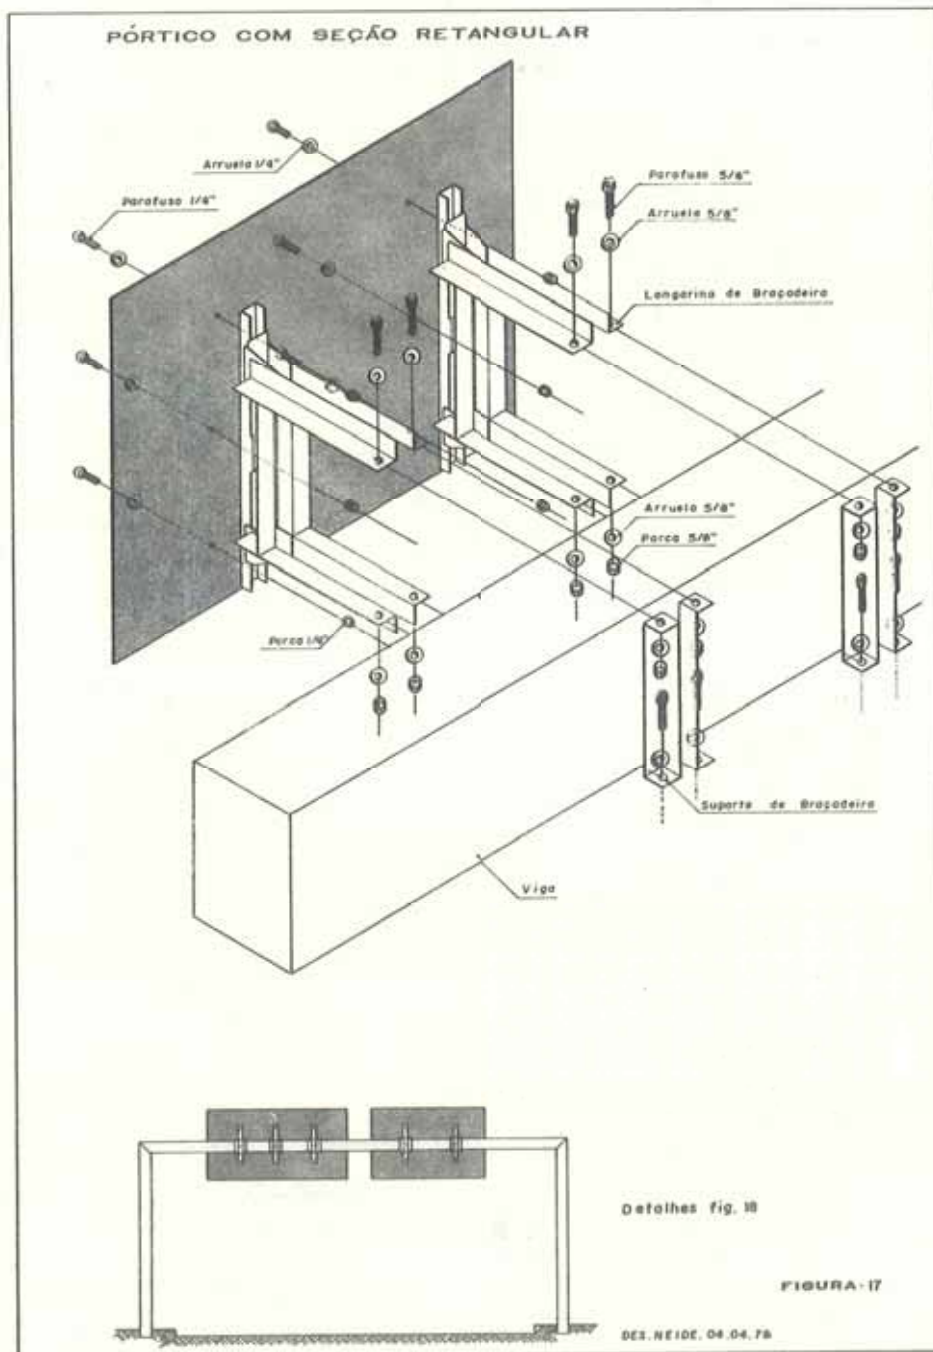 PÓRTICO COM SEÇÃO RETANGULAR
Arruela 1/4"
Parafuso 1/4"
Parafuso 5/8"
Arruela 5/8"
Longarina de Braçadeira
Arruela 5/8"
Porca 5/8"
Porca 1/4"
Suporte de Braçadeira
Viga
Detalhes fig. 18
FIGURA-17
DES. NEIDE. 04.04.78